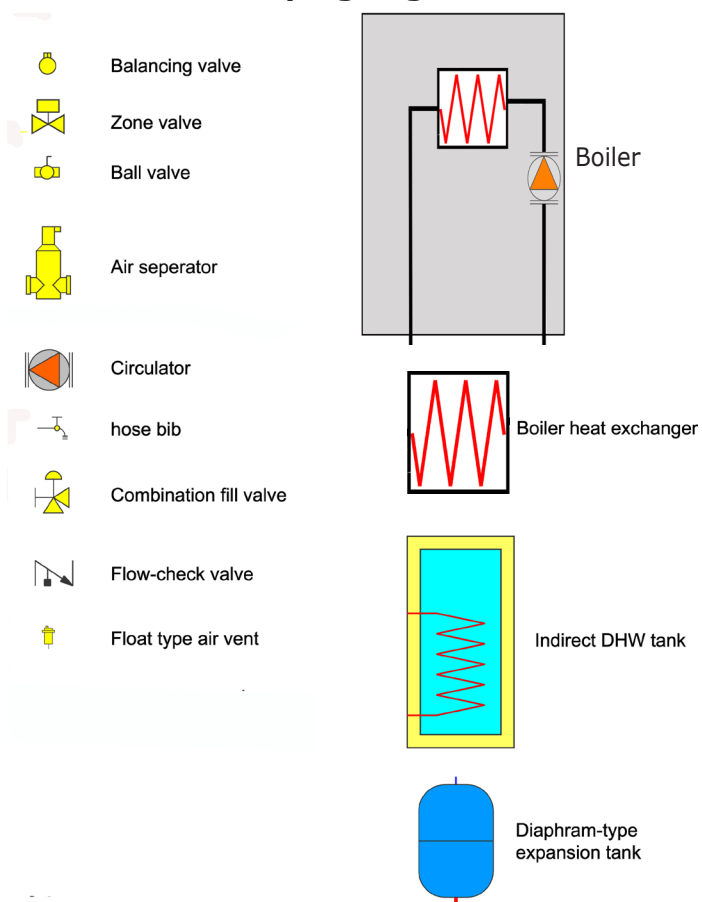 Balancing valve
Zone valve
Ball valve
Air seperator
Circulator
hose bib
Combination fill valve
Flow-check valve
Float type air vent
Boiler
Boiler heat exchanger
Indirect DHW tank
Diaphram-type
expansion tank